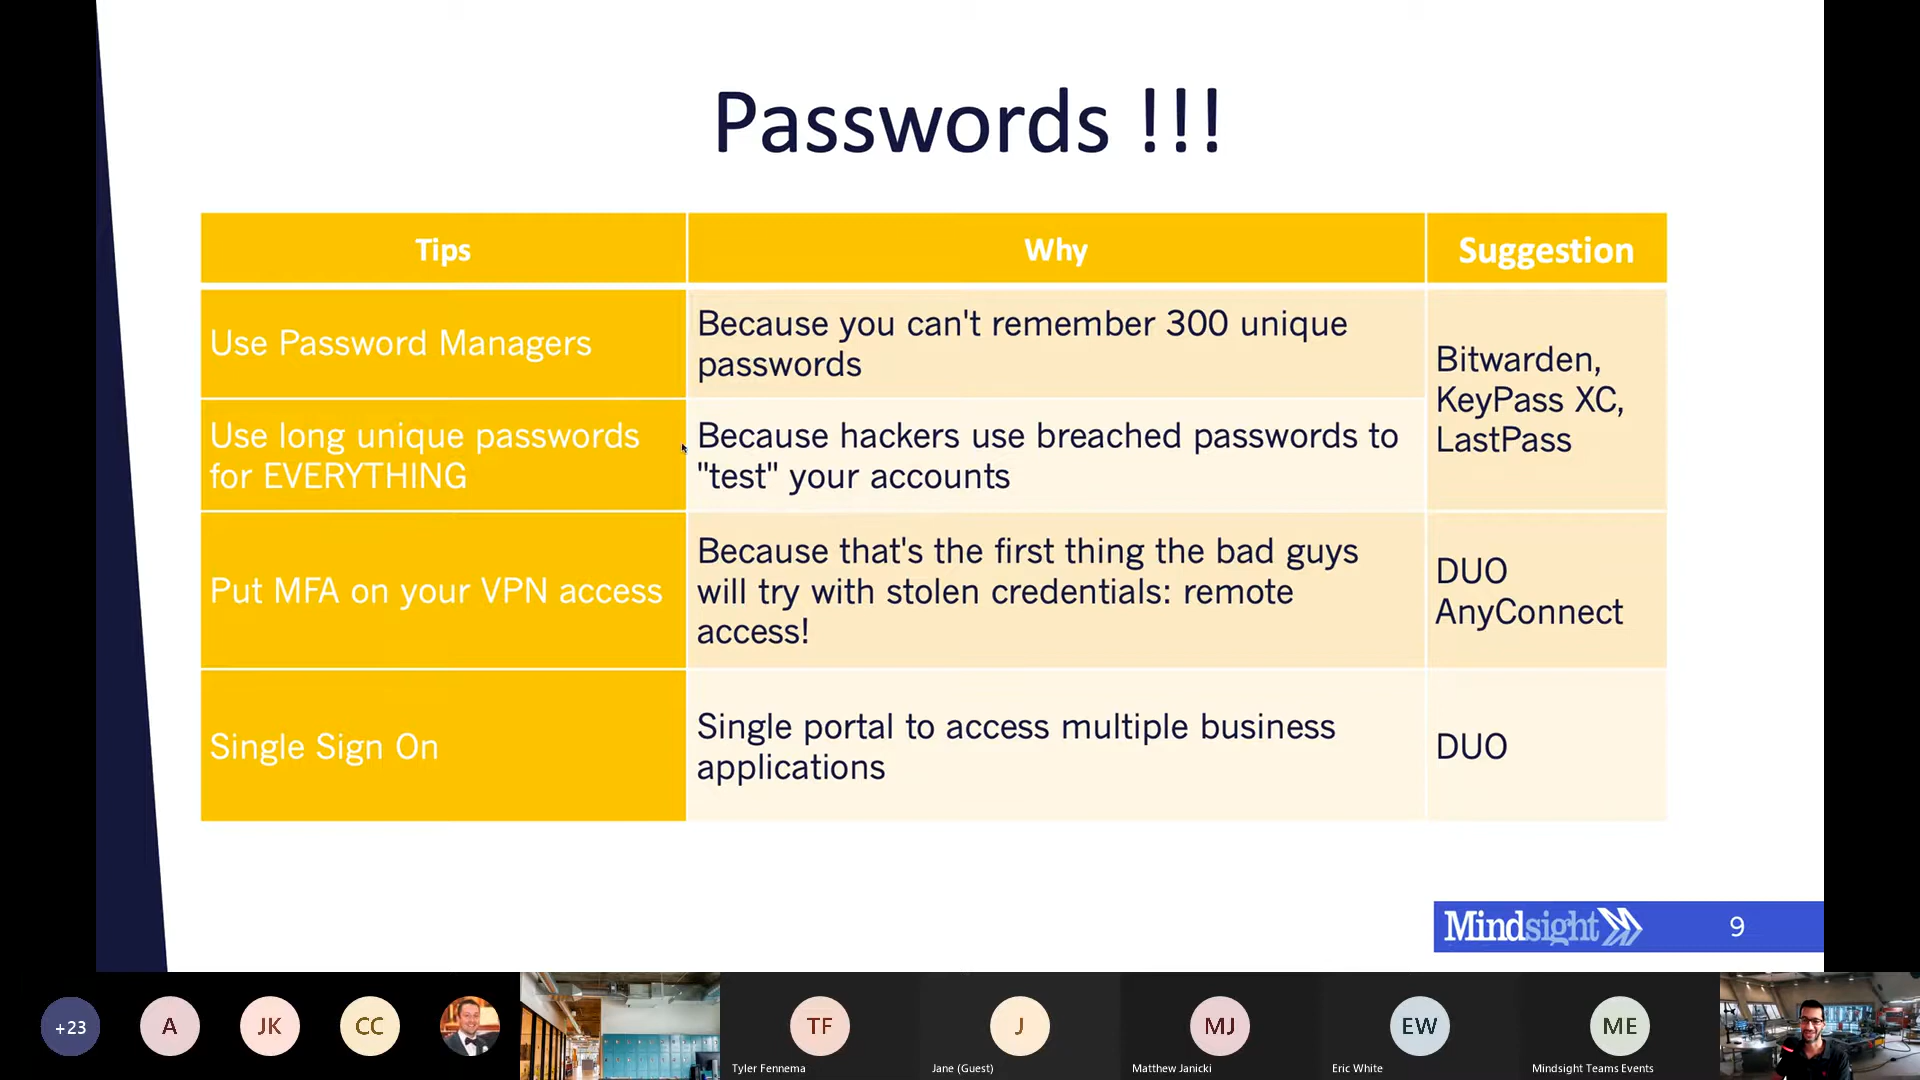 Passwords !!!
Tips
Why
Suggestion
Use Password Managers
Because you can't remember 300 unique
passwords
Bitwarden,
KeyPass XC,
LastPass
Use long unique passwords
for EVERYTHING
Because hackers use breached passwords to
"test" your accounts
Put MFA on your VPN access
Because that's the first thing the bad guys
will try with stolen credentials: remote
access!
DUO
AnyConnect
Single Sign On
Single portal to access multiple business
applications
DUO
Mindsight
9
+23
A
JK
CC
TF
Tyler Fennema
J
Jane (Guest)
MJ
Matthew Janicki
EW
Eric White
ME
Mindsight Teams Events